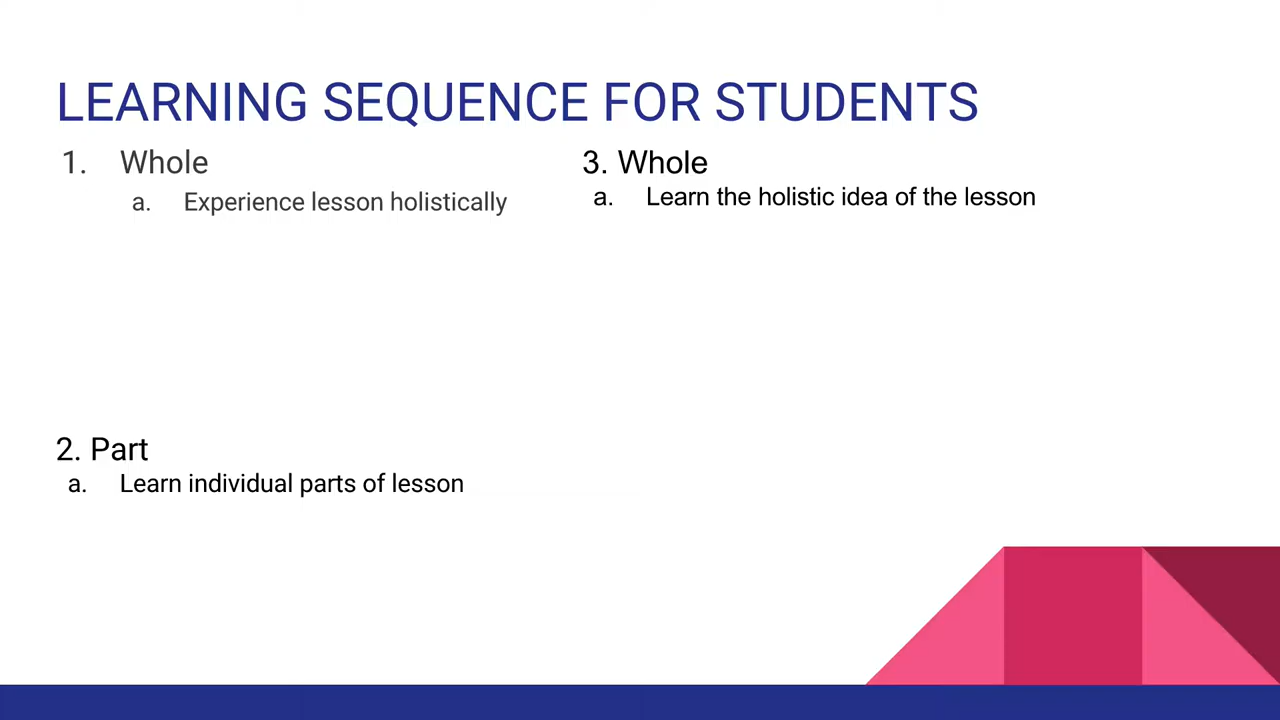 LEARNING SEQUENCE FOR STUDENTS
1. Whole
a. Experience lesson holistically
2. Part
a. Learn individual parts of lesson
3. Whole
a. Learn the holistic idea of the lesson